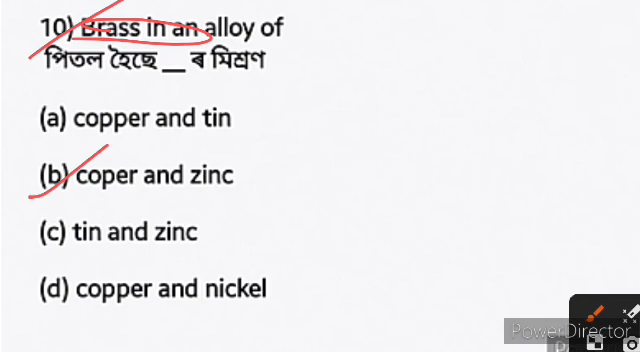 10) Brass in an alloy of
পিতল হৈছে __ ৰ মিশ্ৰণ
(a) copper and tin
(b) coper and zinc
(c) tin and zinc
(d) copper and nickel
PowerDirector